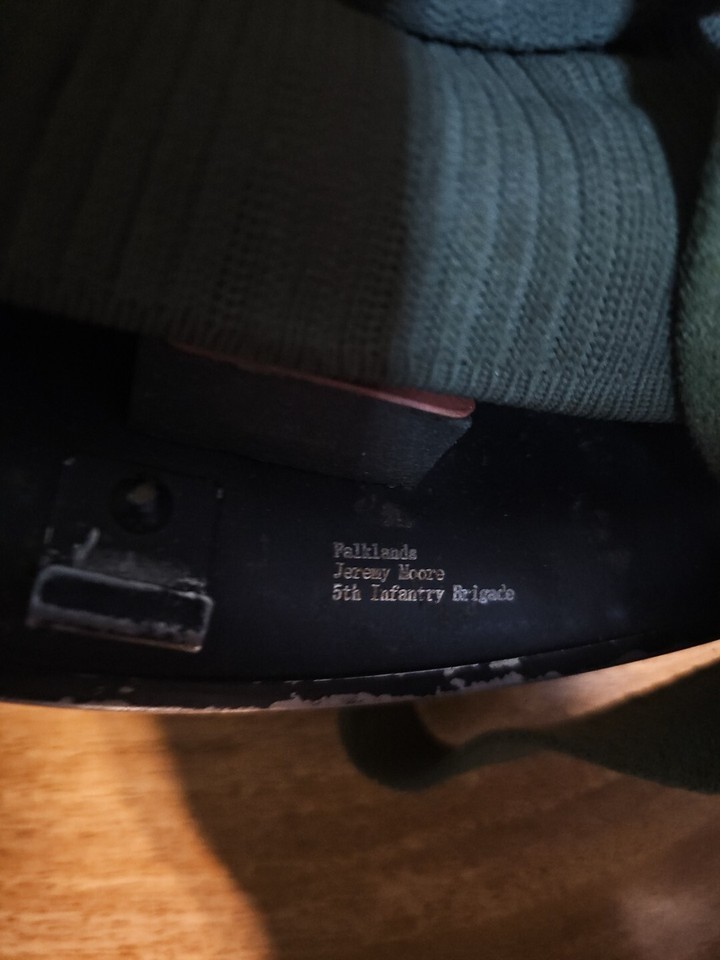 Falklands
Jeremy Moore
5th Infantry Brigade